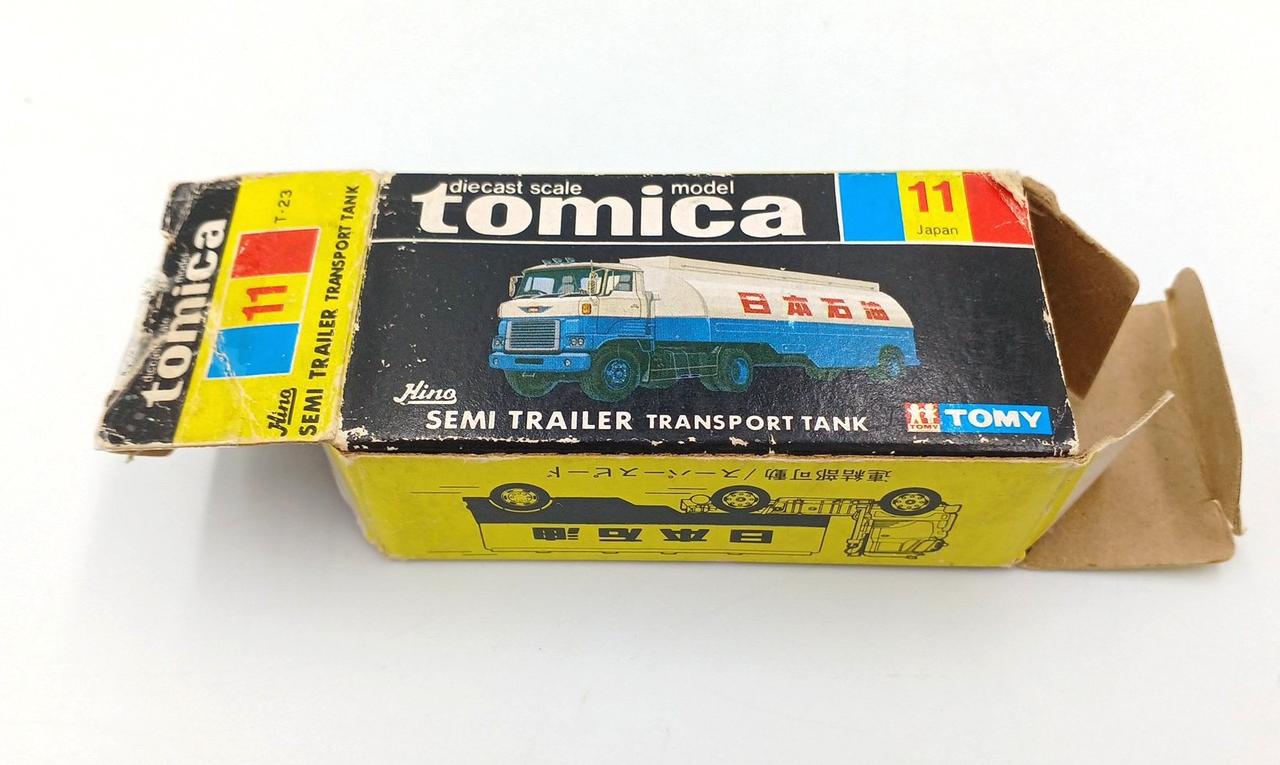 diecast scale model
tomica
11
Japan
日本石油
Hino
SEMI TRAILER TRANSPORT TANK
TOMY
TOMY
tomica
11
T-23
Hino
SEMI TRAILER TRANSPORT TANK
連結部可動/スーパースピード
日本石油